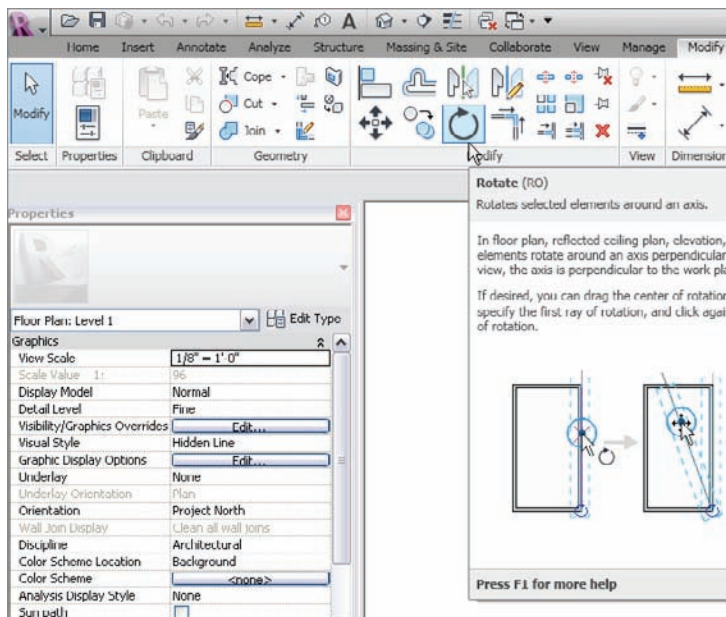 Home Insert Annotate Analyze Structure Massing & Site Collaborate View Manage Modify
Modify
Paste
Cope
Cut
Join
Select Properties Clipboard Geometry Modify View Dimension
Properties
Floor Plan: Level 1 Edit Type
Graphics
View Scale 1/8" = 1'-0"
Scale Value 1: 96
Display Model Normal
Detail Level Fine
Visibility/Graphics Overrides Edit...
Visual Style Hidden Line
Graphic Display Options Edit...
Underlay None
Underlay Orientation Plan
Orientation Project North
Wall Join Display Clean all wall joins
Discipline Architectural
Color Scheme Location Background
Color Scheme <none>
Analysis Display Style None
Sun path
Rotate (RO)
Rotates selected elements around an axis.
In floor plan, reflected ceiling plan, elevation,
elements rotate around an axis perpendicular
view, the axis is perpendicular to the work pla
If desired, you can drag the center of rotation
specify the first ray of rotation, and click agai
of rotation.
Press F1 for more help